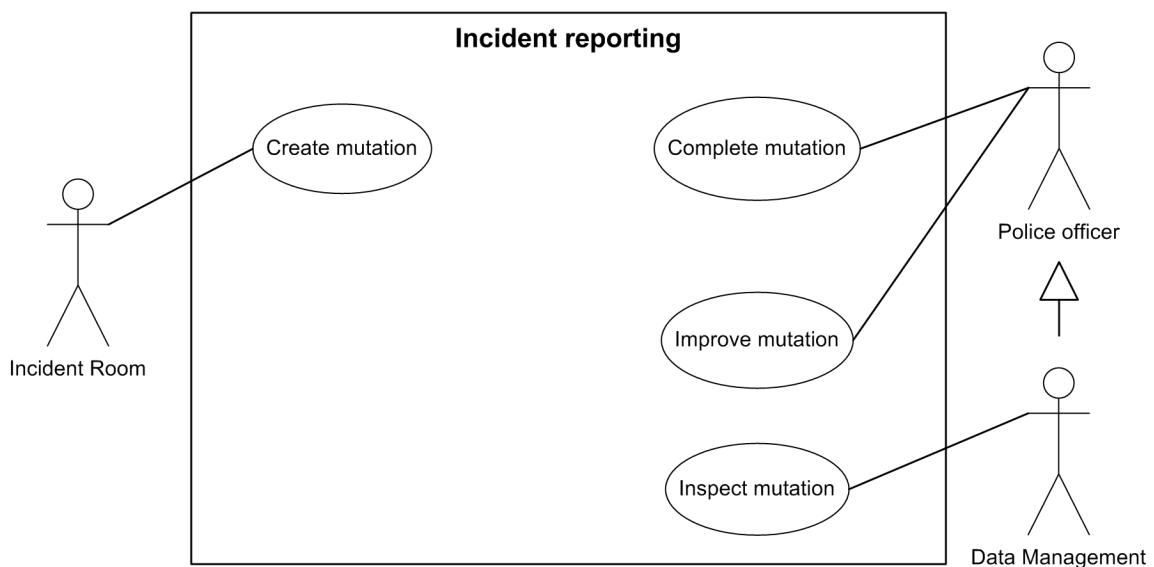 Incident reporting
Create mutation
Complete mutation
Police officer
Improve mutation
Incident Room
Inspect mutation
Data Management